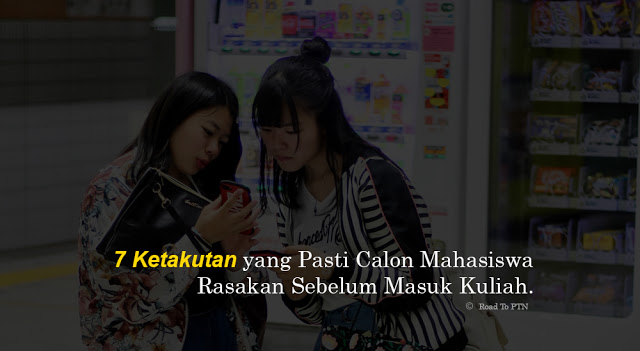 7 Ketakutan yang Pasti Calon Mahasiswa
Rasakan Sebelum Masuk Kuliah.
© Road To PTN